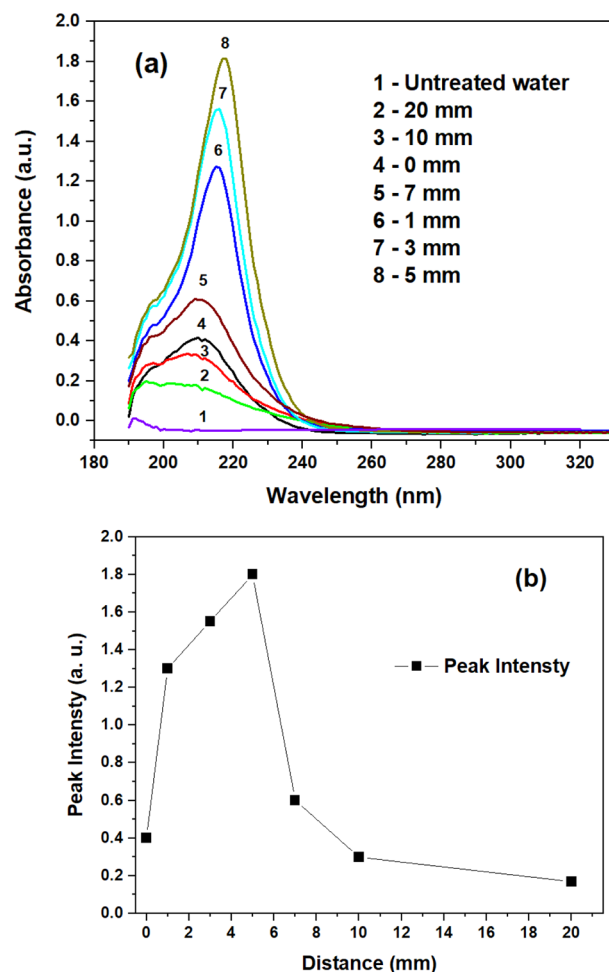 (a)
8
7
6
5
4
3
2
1
1 - Untreated water
2 - 20 mm
3 - 10 mm
4 - 0 mm
5 - 7 mm
6 - 1 mm
7 - 3 mm
8 - 5 mm
Absorbance (a.u.)
2.0
1.8
1.6
1.4
1.2
1.0
0.8
0.6
0.4
0.2
0.0
180 200 220 240 260 280 300 320
Wavelength (nm)
(b)
Peak Intensty
Peak Intensty (a. u.)
2.0
1.8
1.6
1.4
1.2
1.0
0.8
0.6
0.4
0.2
0.0
0 2 4 6 8 10 12 14 16 18 20
Distance (mm)